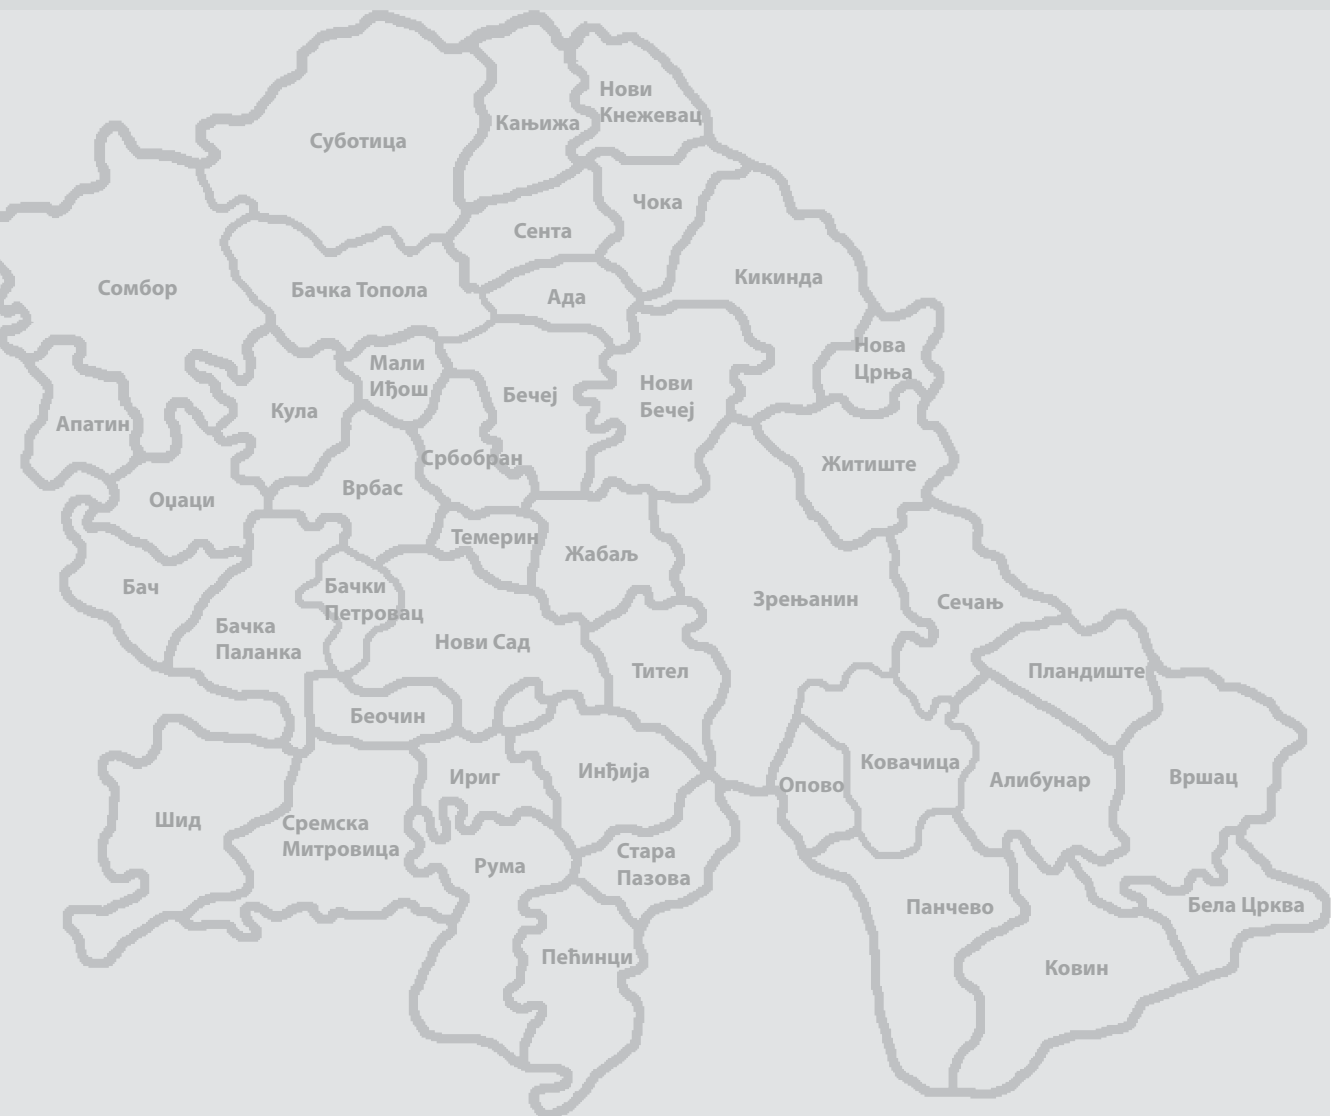 Нови
Кнежевац
Кањижа
Суботица
Чока
Сента
Кикинда
Сомбор
Бачка Топола
Ада
Нова
Црња
Мали
Иђош
Нови
Бечеј
Бечеј
Кула
Апатин
Србобран
Житиште
Врбас
Оџаци
Темерин
Жабаљ
Бач
Бачки
Петровац
Зрењанин
Сечањ
Бачка
Паланка
Нови Сад
Тител
Пландиште
Беочин
Ириг
Инђија
Опово
Ковачица
Алибунар
Вршац
Шид
Сремска
Митровица
Рума
Стара
Пазова
Панчево
Бела Црква
Пећинци
Ковин